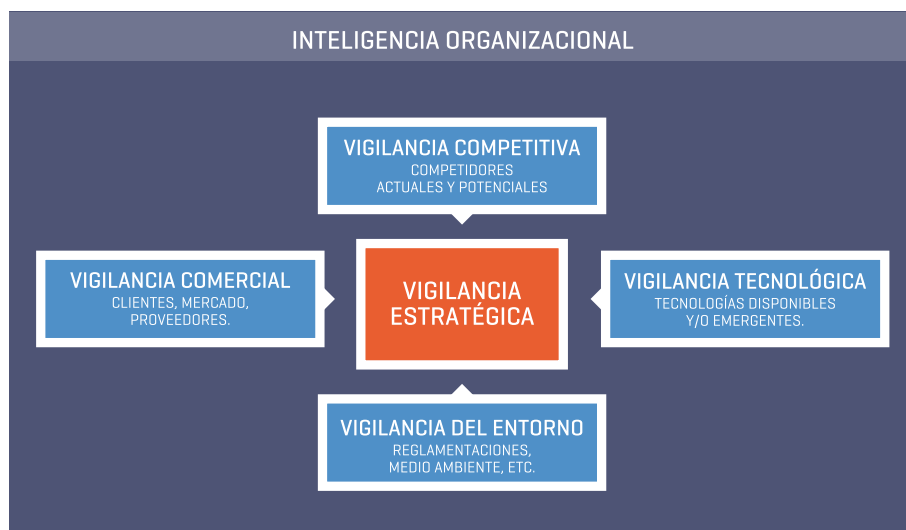 INTELIGENCIA ORGANIZACIONAL
VIGILANCIA COMPETITIVA
COMPETIDORES
ACTUALES Y POTENCIALES
VIGILANCIA COMERCIAL
CLIENTES, MERCADO,
PROVEEDORES.
VIGILANCIA
ESTRATÉGICA
VIGILANCIA TECNOLÓGICA
TECNOLOGÍAS DISPONIBLES
Y/O EMERGENTES.
VIGILANCIA DEL ENTORNO
REGLAMENTACIONES,
MEDIO AMBIENTE, ETC.